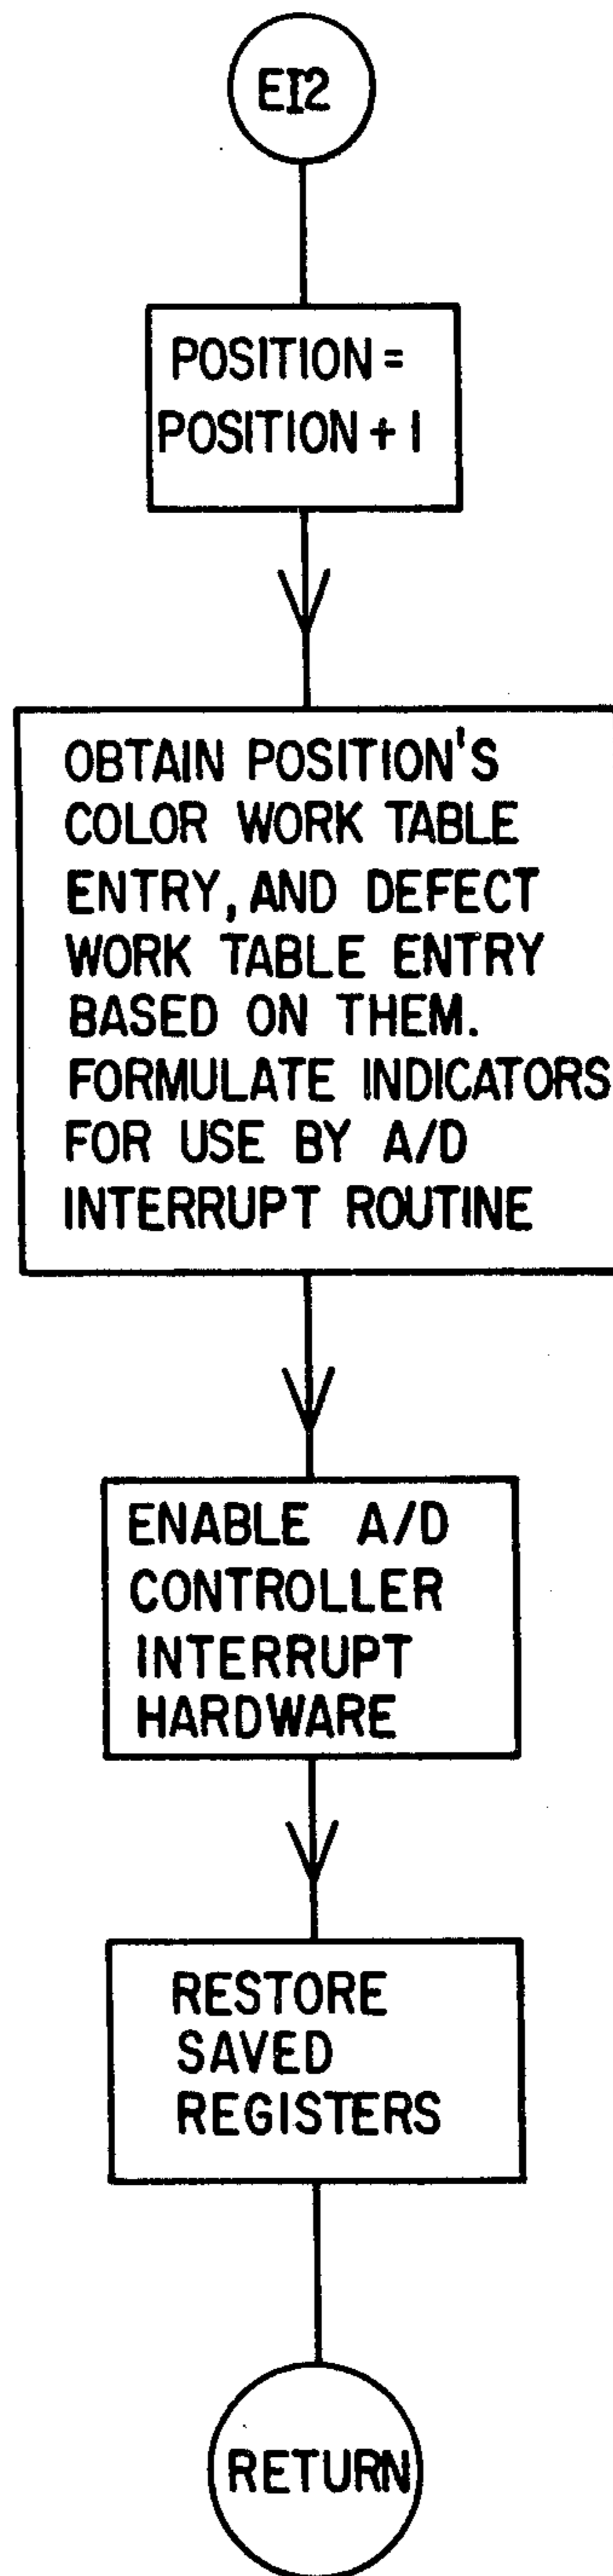 EI2
POSITION =
POSITION + 1
OBTAIN POSITION'S
COLOR WORK TABLE
ENTRY, AND DEFECT
WORK TABLE ENTRY
BASED ON THEM.
FORMULATE INDICATORS
FOR USE BY A/D
INTERRUPT ROUTINE
ENABLE A/D
CONTROLLER
INTERRUPT
HARDWARE
RESTORE
SAVED
REGISTERS
RETURN